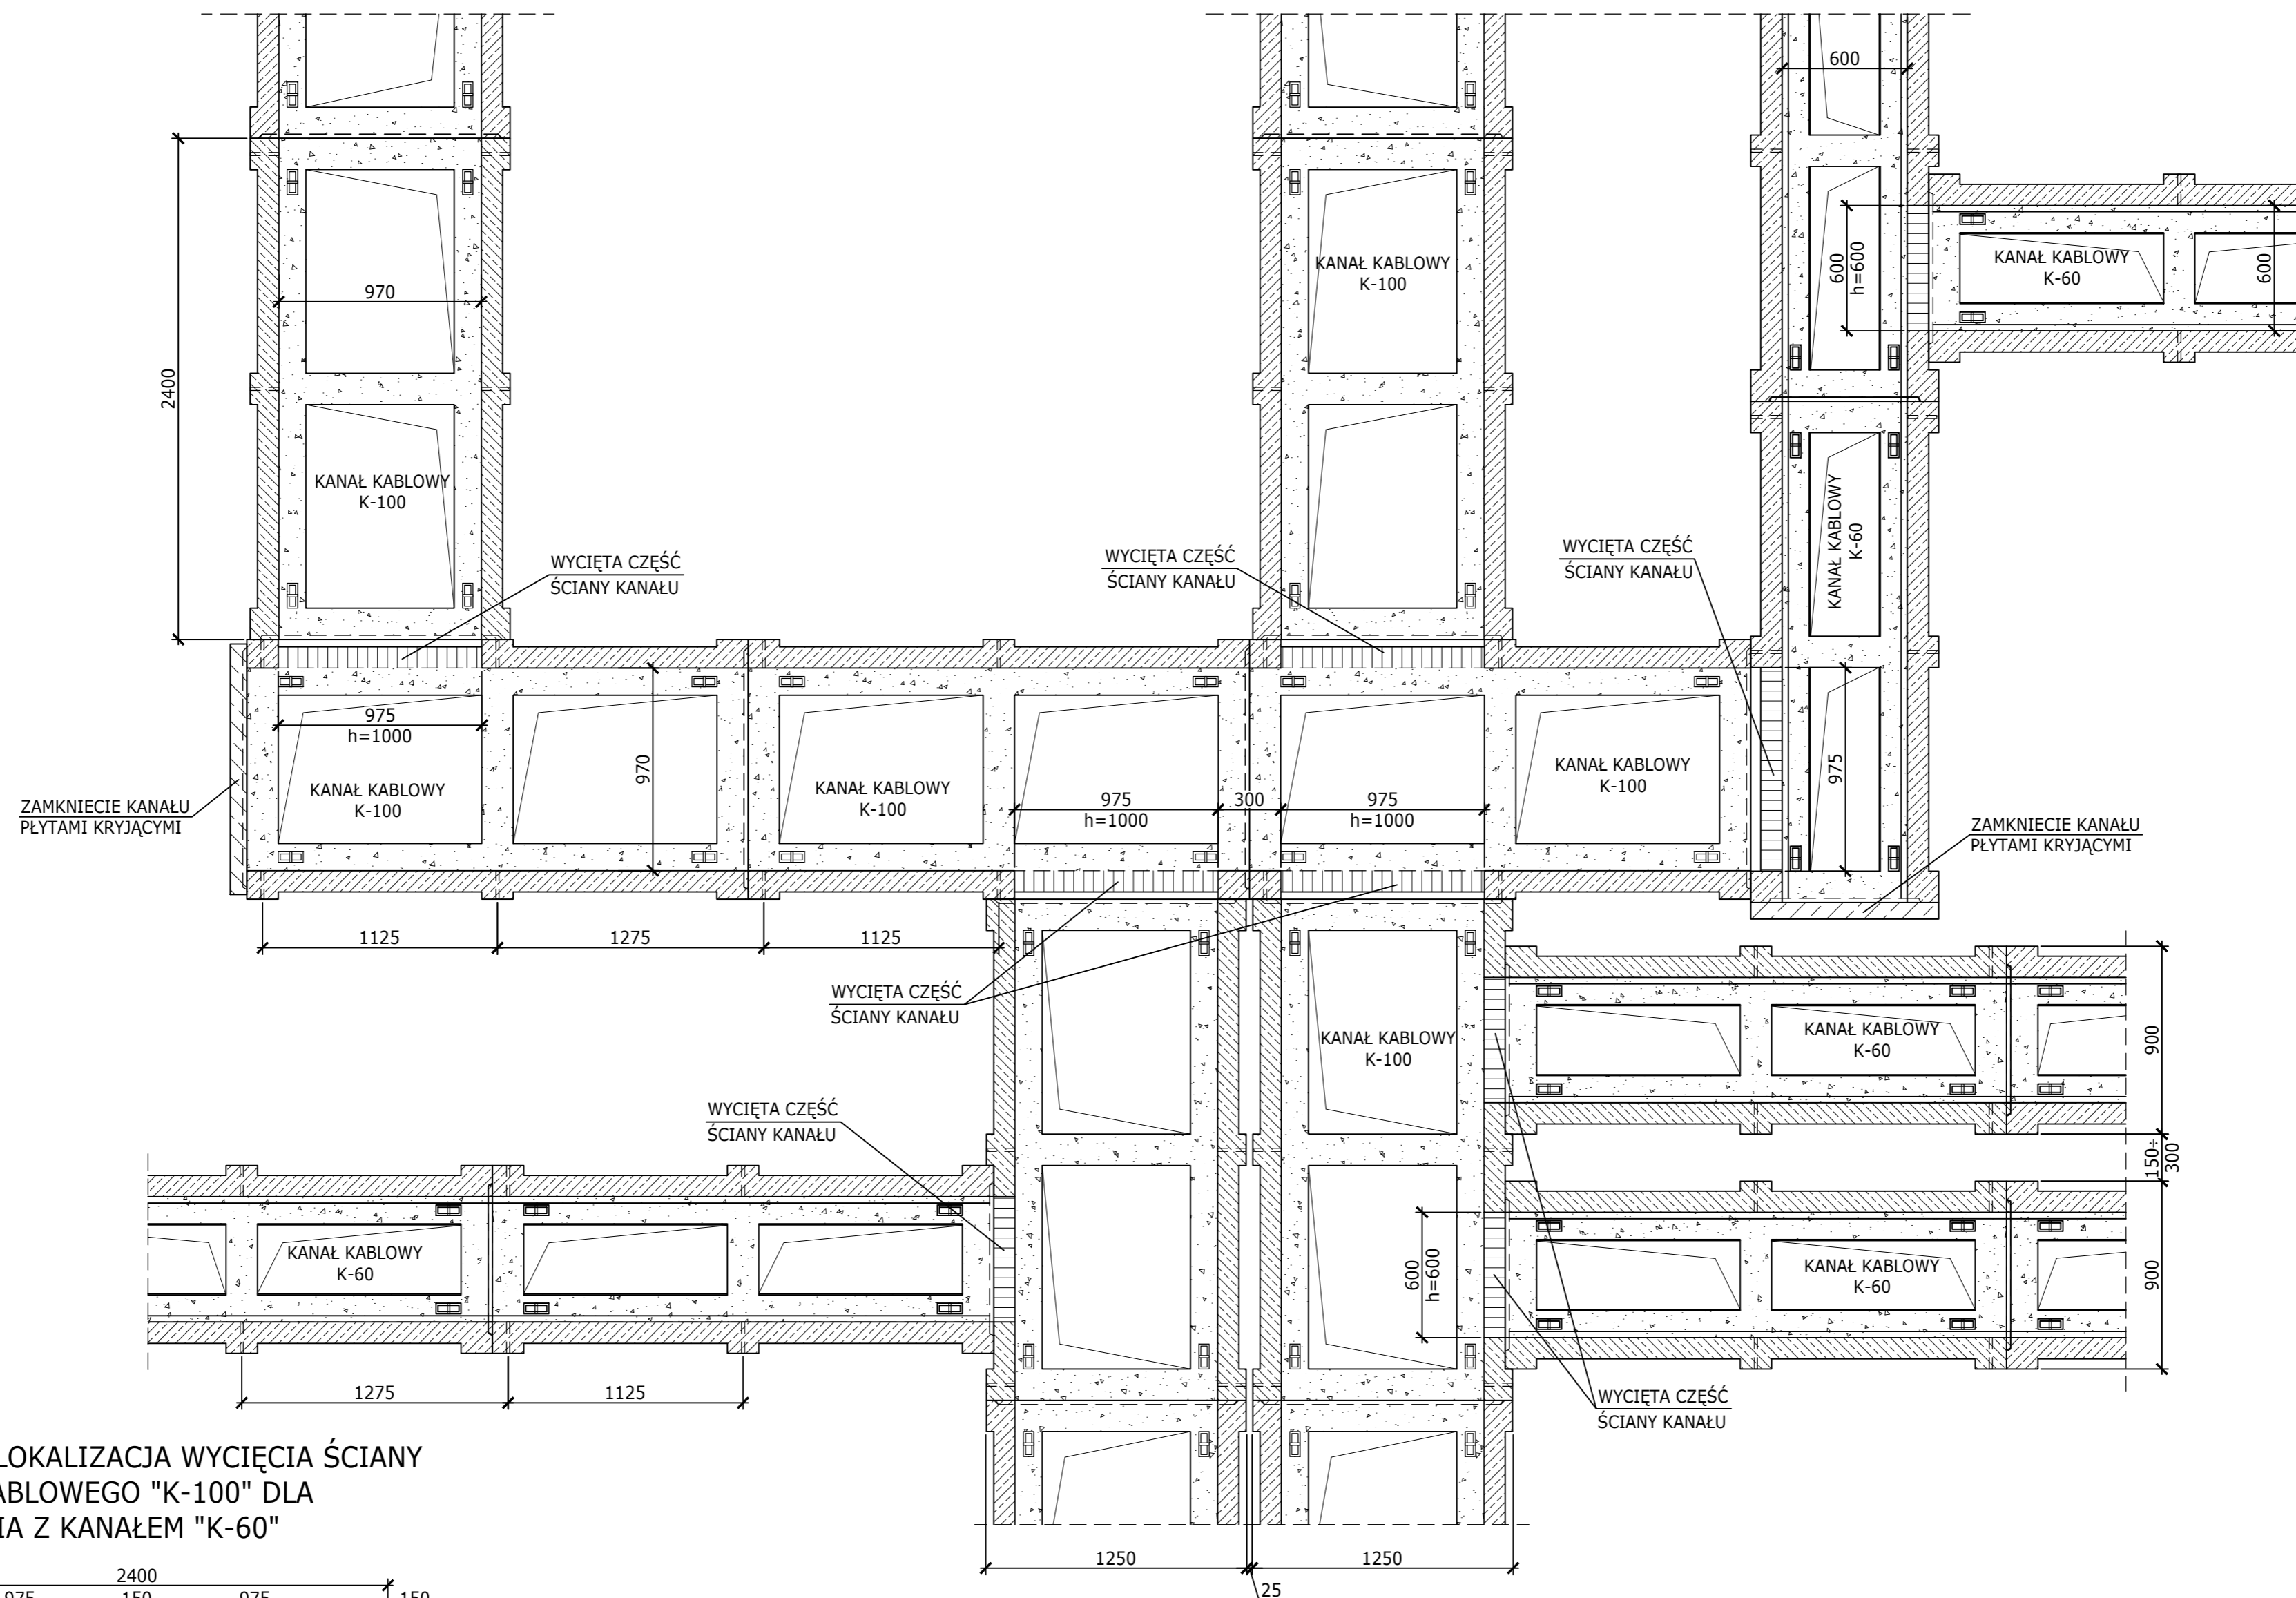 600
600
h=600
KANAŁ KABLOWY
K-60
600
KANAŁ KABLOWY
K-100
970
2400
KANAŁ KABLOWY
K-100
WYCIĘTA CZĘŚĆ
ŚCIANY KANAŁU
WYCIĘTA CZĘŚĆ
ŚCIANY KANAŁU
WYCIĘTA CZĘŚĆ
ŚCIANY KANAŁU
KANAŁ KABLOWY
K-60
975
h=1000
KANAŁ KABLOWY
K-100
970
KANAŁ KABLOWY
K-100
975
h=1000
300
975
h=1000
KANAŁ KABLOWY
K-100
975
ZAMKNIECIE KANAŁU
PŁYTAMI KRYJĄCYMI
ZAMKNIECIE KANAŁU
PŁYTAMI KRYJĄCYMI
1125
1275
1125
WYCIĘTA CZĘŚĆ
ŚCIANY KANAŁU
KANAŁ KABLOWY
K-100
KANAŁ KABLOWY
K-60
900
WYCIĘTA CZĘŚĆ
ŚCIANY KANAŁU
150÷
300
KANAŁ KABLOWY
K-60
600
h=600
KANAŁ KABLOWY
K-60
900
1275
1125
WYCIĘTA CZĘŚĆ
ŚCIANY KANAŁU
LOKALIZACJA WYCIĘCIA ŚCIANY
ABLOWEGO "K-100" DLA
IA Z KANAŁEM "K-60"
1250
1250
25
2400
975
150
975
150